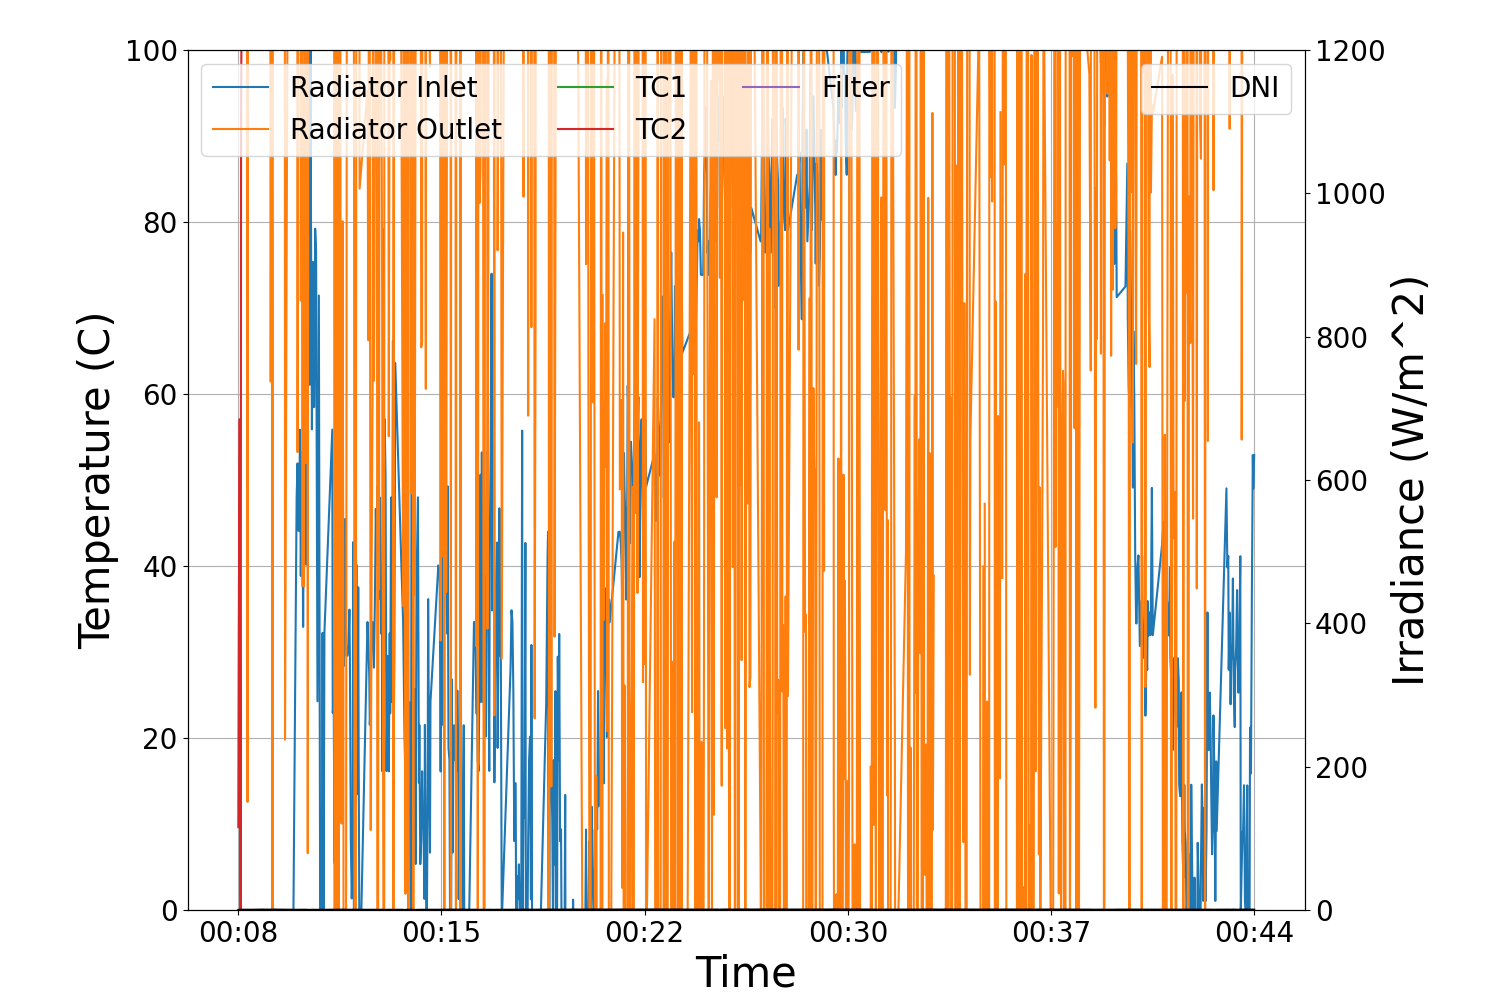 Radiator Inlet
Radiator Outlet
TC1
TC2
Filter
DNI
Temperature (C)
100
80
60
40
20
0
1200
1000
800
600
400
200
0
Irradiance (W/m^2)
00:08 00:15 00:22 00:30 00:37 00:44
Time